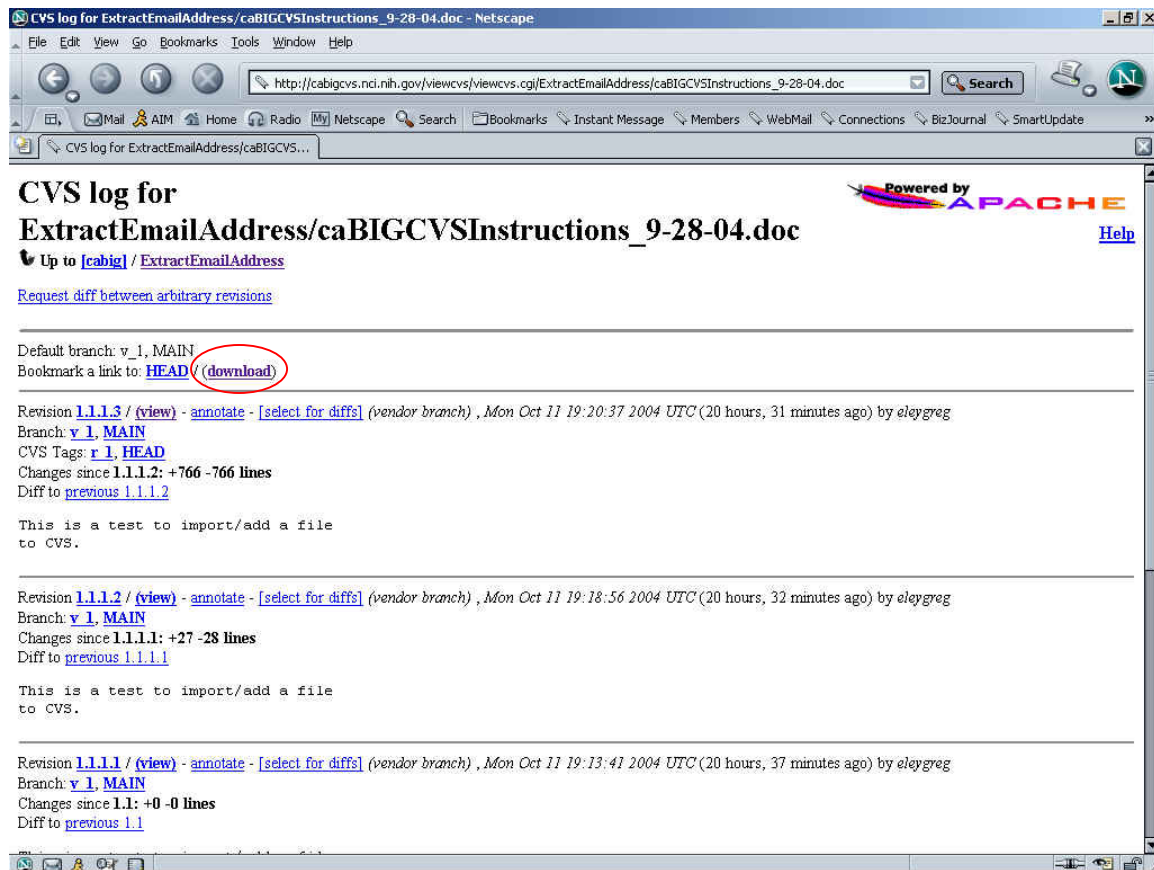 CVS log for ExtractEmailAddress/caBIGCVSInstructions_9-28-04.doc - Netscape
File Edit View Go Bookmarks Tools Window Help
http://cabigcvs.nci.nih.gov/viewcvs/viewcvs.cgi/ExtractEmailAddress/caBIGCVSInstructions_9-28-04.doc Search N
Mail AIM Home Radio My Netscape Search Bookmarks Instant Message Members WebMail Connections BizJournal SmartUpdate »
CVS log for ExtractEmailAddress/caBIGCVS...
CVS log for
ExtractEmailAddress/caBIGCVSInstructions_9-28-04.doc
Powered by
APACHE
Help
Up to [cabig] / ExtractEmailAddress
Request diff between arbitrary revisions
Default branch: v_1, MAIN
Bookmark a link to: HEAD / (download)
Revision 1.1.1.3 / (view) - annotate - [select for diffs] (vendor branch) , Mon Oct 11 19:20:37 2004 UTC (20 hours, 31 minutes ago) by eleygreg
Branch: v_1, MAIN
CVS Tags: r_1, HEAD
Changes since 1.1.1.2: +766 -766 lines
Diff to previous 1.1.1.2
This is a test to import/add a file
to CVS.
Revision 1.1.1.2 / (view) - annotate - [select for diffs] (vendor branch) , Mon Oct 11 19:18:56 2004 UTC (20 hours, 32 minutes ago) by eleygreg
Branch: v_1, MAIN
Changes since 1.1.1.1: +27 -28 lines
Diff to previous 1.1.1.1
This is a test to import/add a file
to CVS.
Revision 1.1.1.1 / (view) - annotate - [select for diffs] (vendor branch) , Mon Oct 11 19:13:41 2004 UTC (20 hours, 37 minutes ago) by eleygreg
Branch: v_1, MAIN
Changes since 1.1: +0 -0 lines
Diff to previous 1.1